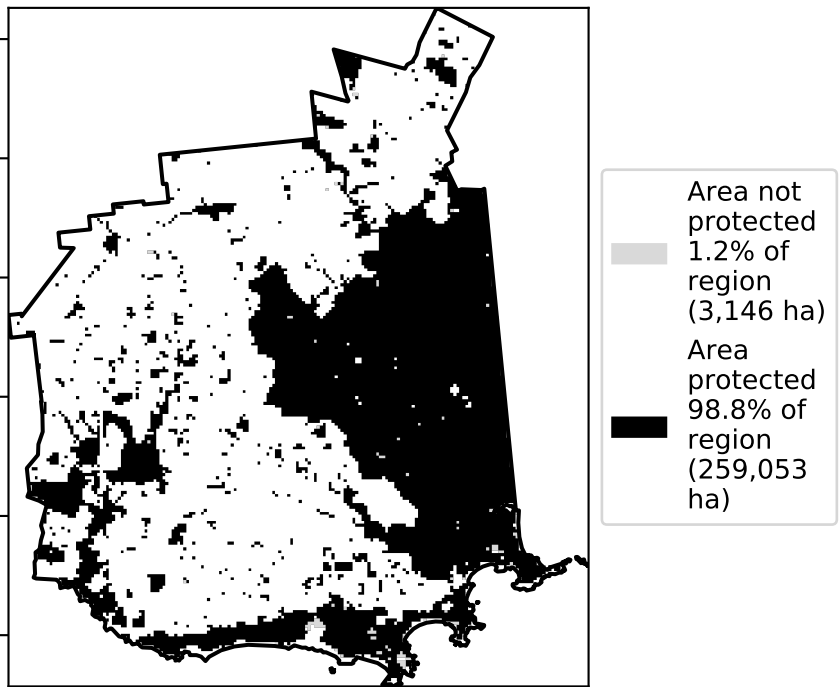 Area not
protected
1.2% of
region
(3,146 ha)
Area
protected
98.8% of
region
(259,053
ha)